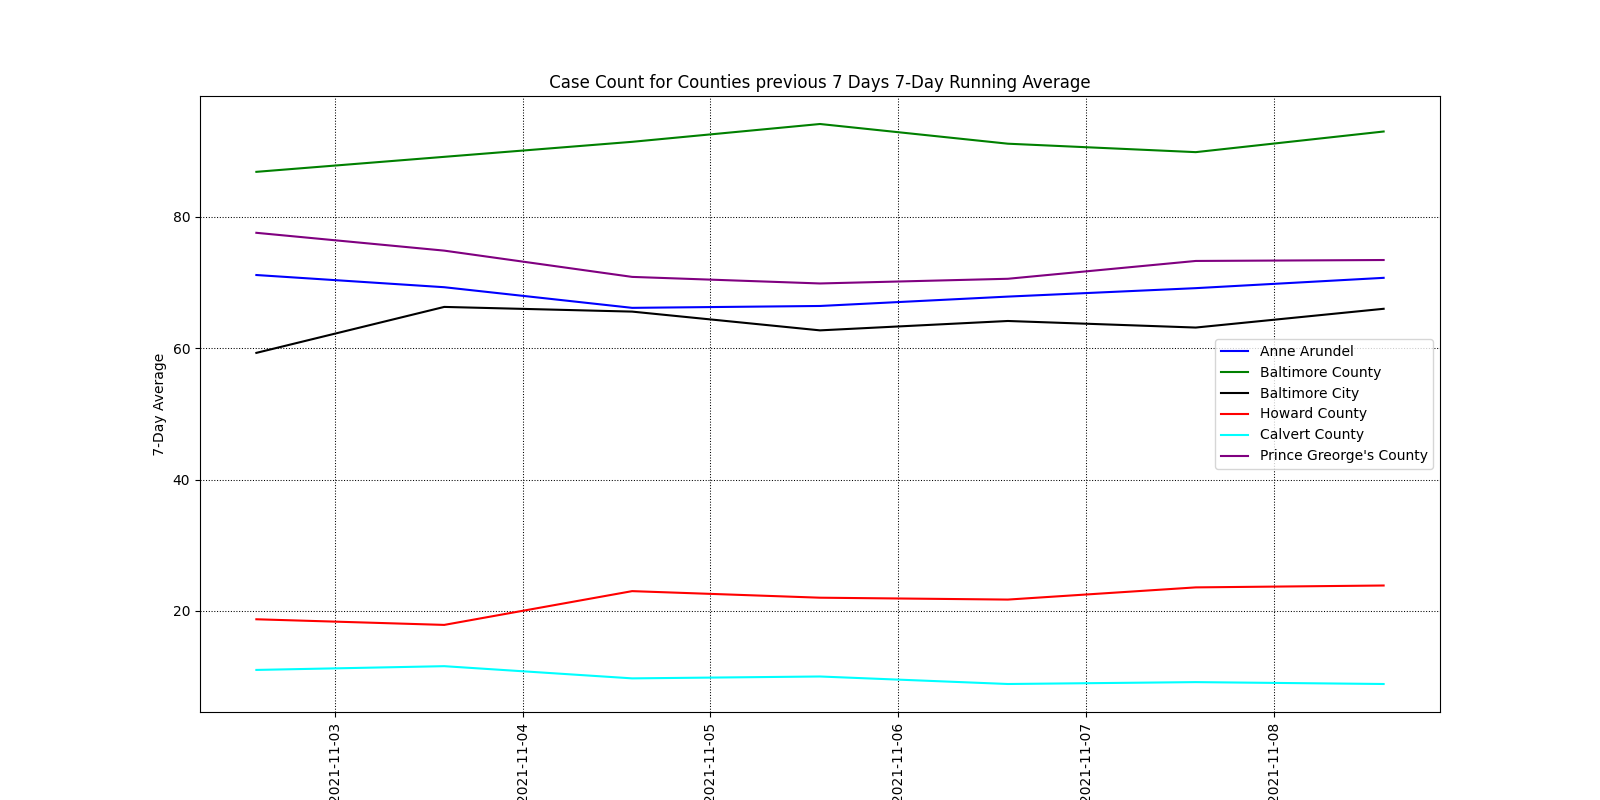 Case Count for Counties previous 7 Days 7-Day Running Average
7-Day Average
80
60
40
20
Anne Arundel
Baltimore County
Baltimore City
Howard County
Calvert County
Prince Greorge's County
2021-11-03
2021-11-04
2021-11-05
2021-11-06
2021-11-07
2021-11-08